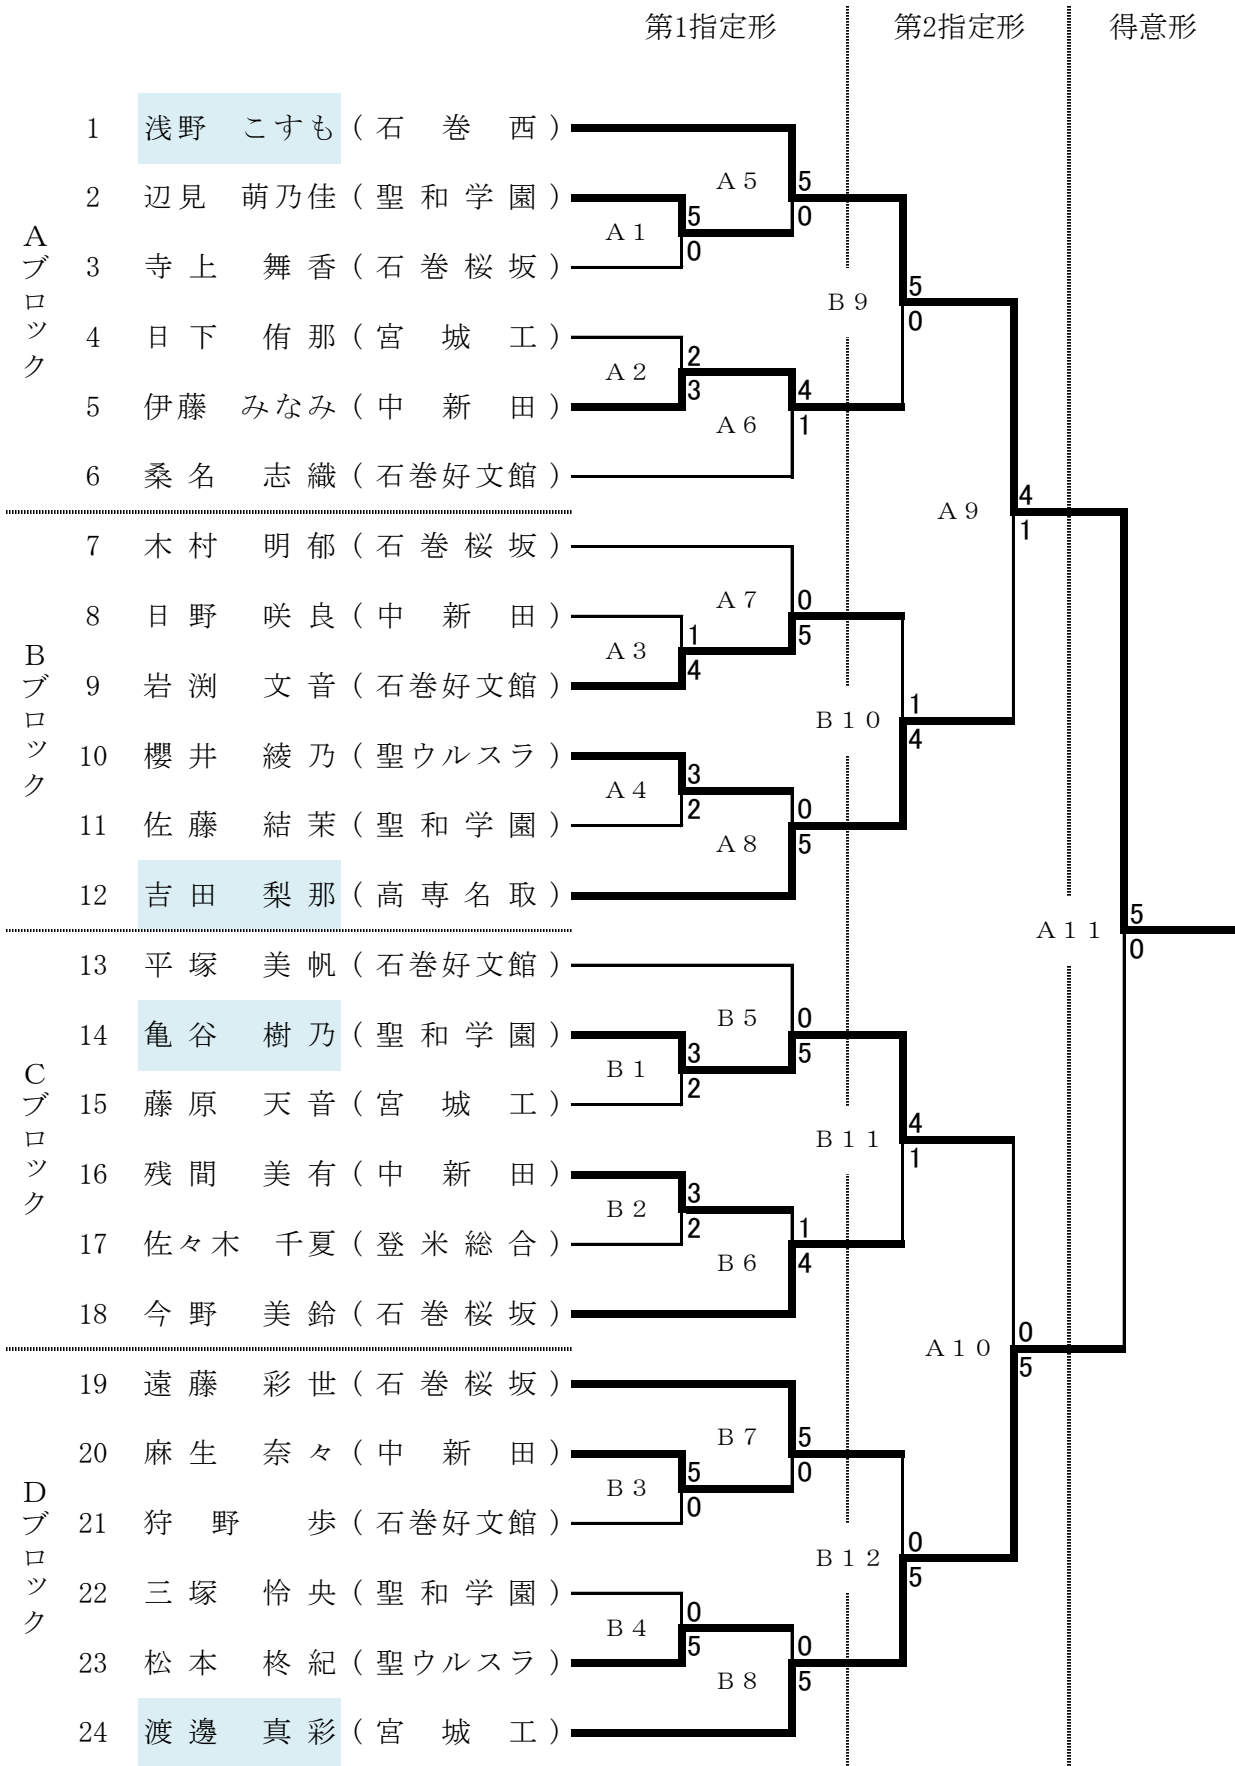 第1指定形 第2指定形 得意形
Aブロック
1 浅野 こすも (石巻西)
2 辺見 萌乃佳 (聖和学園)
3 寺上 舞香 (石巻桜坂)
4 日下 侑那 (宮城工)
5 伊藤 みなみ (中新田)
6 桑名 志織 (石巻好文館)
A1 5 0
A2 2 3
A5 5 0
A6 4 1
B9 5 0
Bブロック
7 木村 明郁 (石巻桜坂)
8 日野 咲良 (中新田)
9 岩渕 文音 (石巻好文館)
10 櫻井 綾乃 (聖ウルスラ)
11 佐藤 結茉 (聖和学園)
12 吉田 梨那 (高専名取)
A3 1 4
A4 3 2
A7 0 5
A8 0 5
B10 1 4
A9 4 1
Cブロック
13 平塚 美帆 (石巻好文館)
14 亀谷 樹乃 (聖和学園)
15 藤原 天音 (宮城工)
16 残間 美有 (中新田)
17 佐々木 千夏 (登米総合)
18 今野 美鈴 (石巻桜坂)
B1 3 2
B2 3 2
B5 0 5
B6 1 4
B11 4 1
Dブロック
19 遠藤 彩世 (石巻桜坂)
20 麻生 奈々 (中新田)
21 狩野 歩 (石巻好文館)
22 三塚 怜央 (聖和学園)
23 松本 柊紀 (聖ウルスラ)
24 渡邊 真彩 (宮城工)
B3 5 0
B4 0 5
B7 5 0
B8 0 5
B12 0 5
A10 0 5
A11 5 0